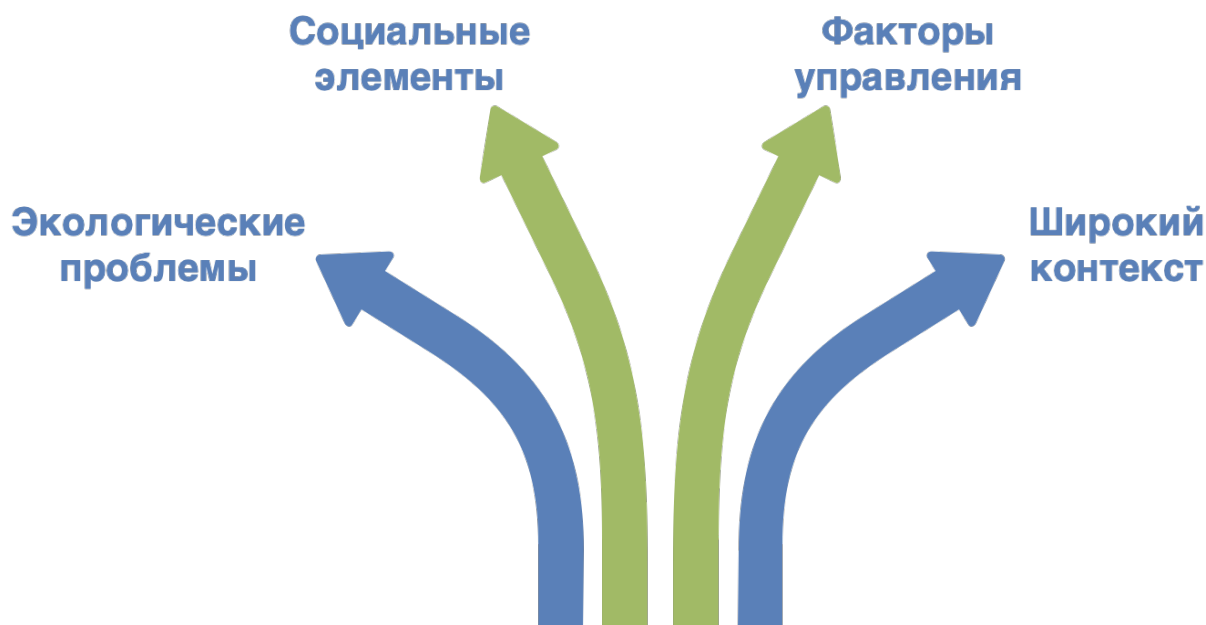 Социальные
элементы
Факторы
управления
Экологические
проблемы
Широкий
контекст